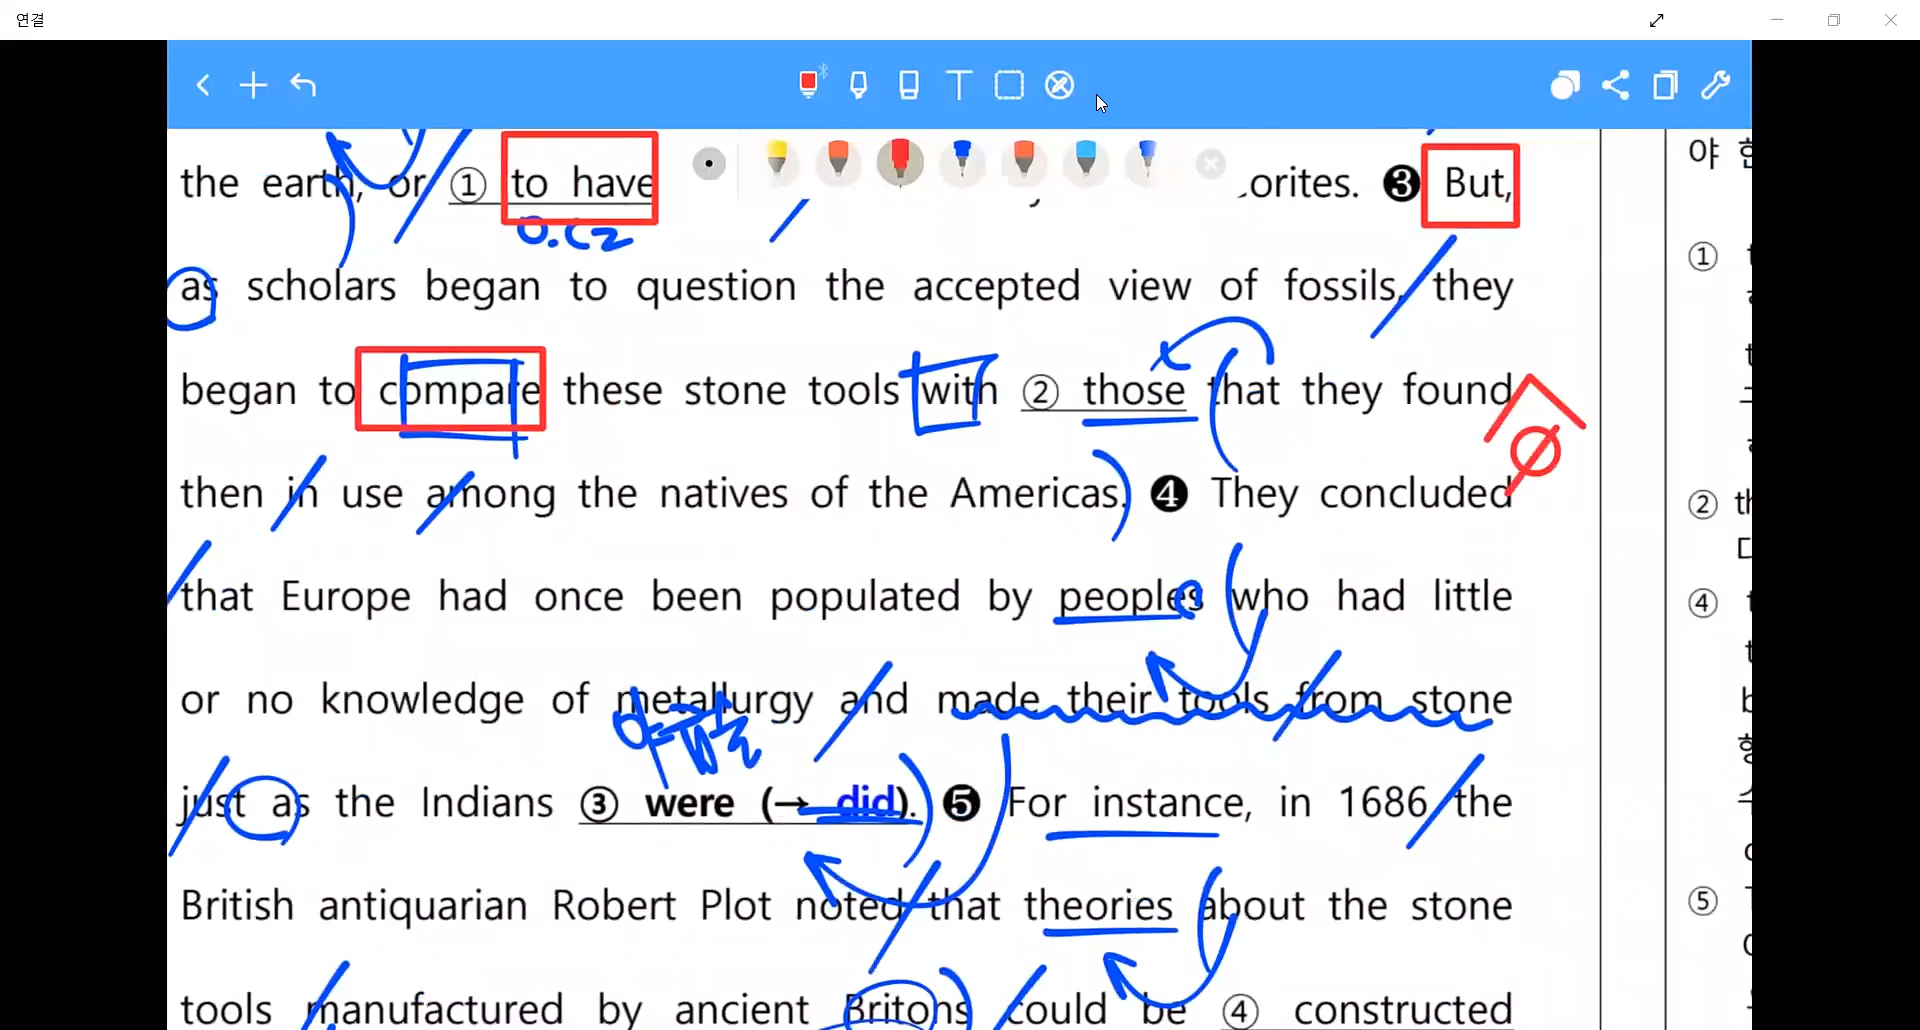 연결
the earth, or ① to have orites. ❸ But,
O.C2
as scholars began to question the accepted view of fossils, they
began to compare these stone tools with ② those that they found
then in use among the natives of the Americas. ❹ They concluded
that Europe had once been populated by peoples who had little
or no knowledge of metallurgy and made their tools from stone
야금술
just as the Indians ③ were (→ did). ❺ For instance, in 1686 the
British antiquarian Robert Plot noted that theories about the stone
tools manufactured by ancient Britons could be ④ constructed
야
①
②
④
⑤